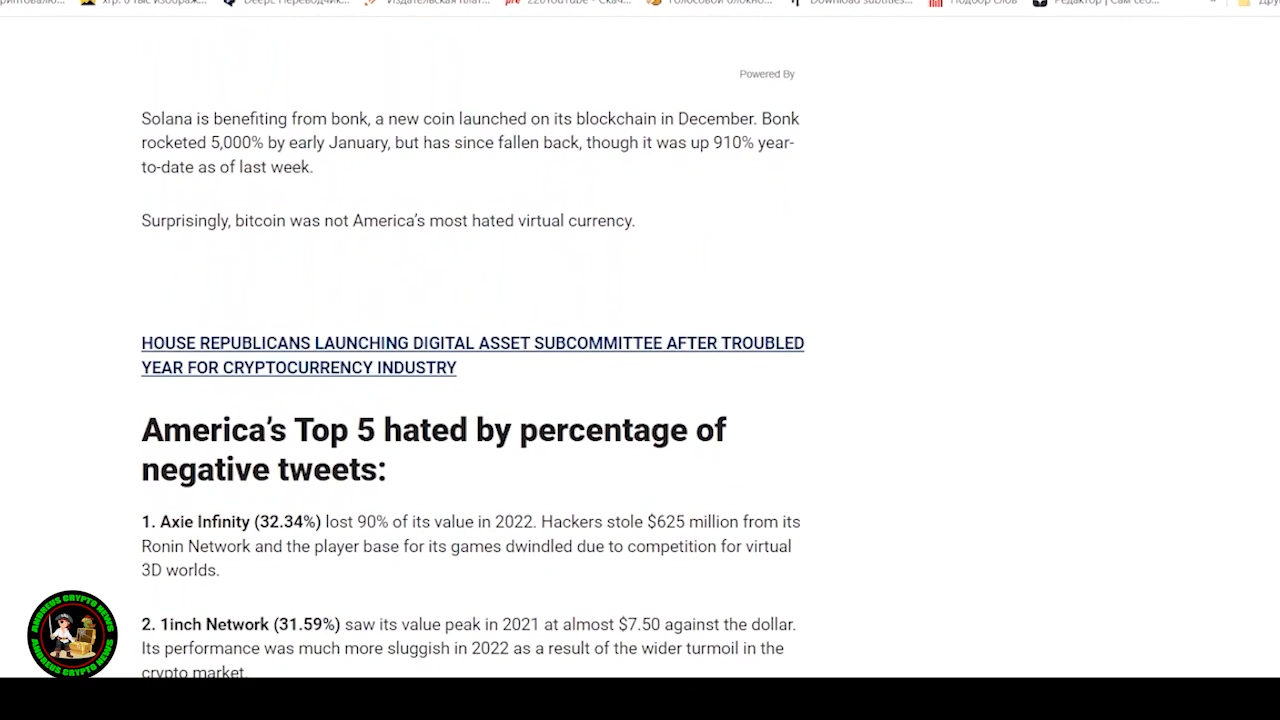 Powered By
Solana is benefiting from bonk, a new coin launched on its blockchain in December. Bonk
rocketed 5,000% by early January, but has since fallen back, though it was up 910% year-
to-date as of last week.
Surprisingly, bitcoin was not America's most hated virtual currency.
HOUSE REPUBLICANS LAUNCHING DIGITAL ASSET SUBCOMMITTEE AFTER TROUBLED
YEAR FOR CRYPTOCURRENCY INDUSTRY
America's Top 5 hated by percentage of
negative tweets:
1. Axie Infinity (32.34%) lost 90% of its value in 2022. Hackers stole $625 million from its
Ronin Network and the player base for its games dwindled due to competition for virtual
3D worlds.
2. 1inch Network (31.59%) saw its value peak in 2021 at almost $7.50 against the dollar.
Its performance was much more sluggish in 2022 as a result of the wider turmoil in the
crypto market.
ANDREUS CRYPTO NEWS
ANDREUS CRYPTO NEWS